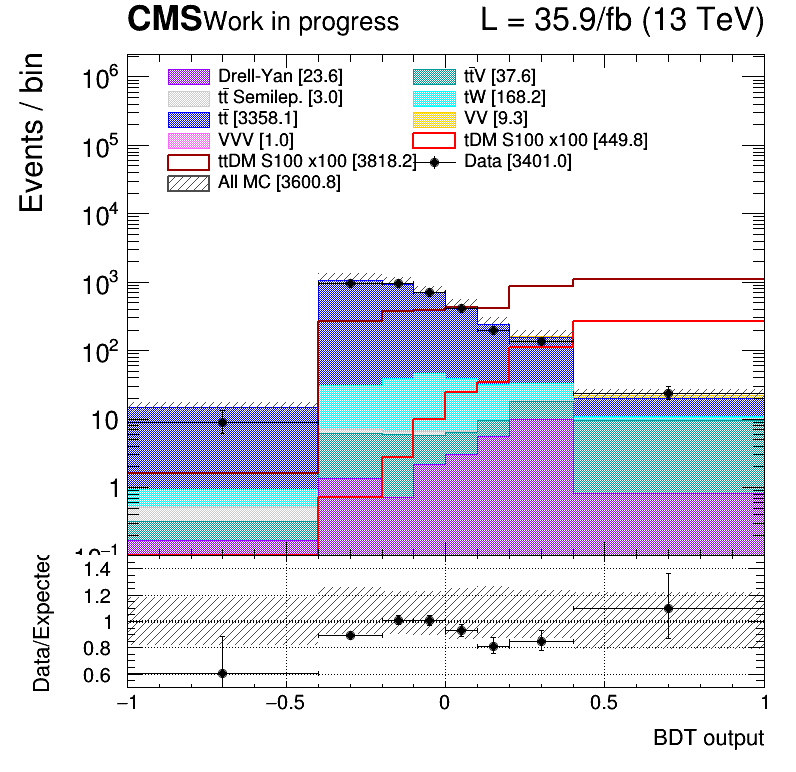 CMS Work in progress L = 35.9/fb (13 TeV)
Events / bin
Drell-Yan [23.6] tt̄V [37.6]
tt̄ Semilep. [3.0] tW [168.2]
tt̄ [3358.1] VV [9.3]
VVV [1.0] tDM S100 x100 [449.8]
ttDM S100 x100 [3818.2] Data [3401.0]
All MC [3600.8]
10⁶
10⁵
10⁴
10³
10²
10
1
10⁻¹
Data/Expected
1.4
1.2
1
0.8
0.6
−1 −0.5 0 0.5 1
BDT output